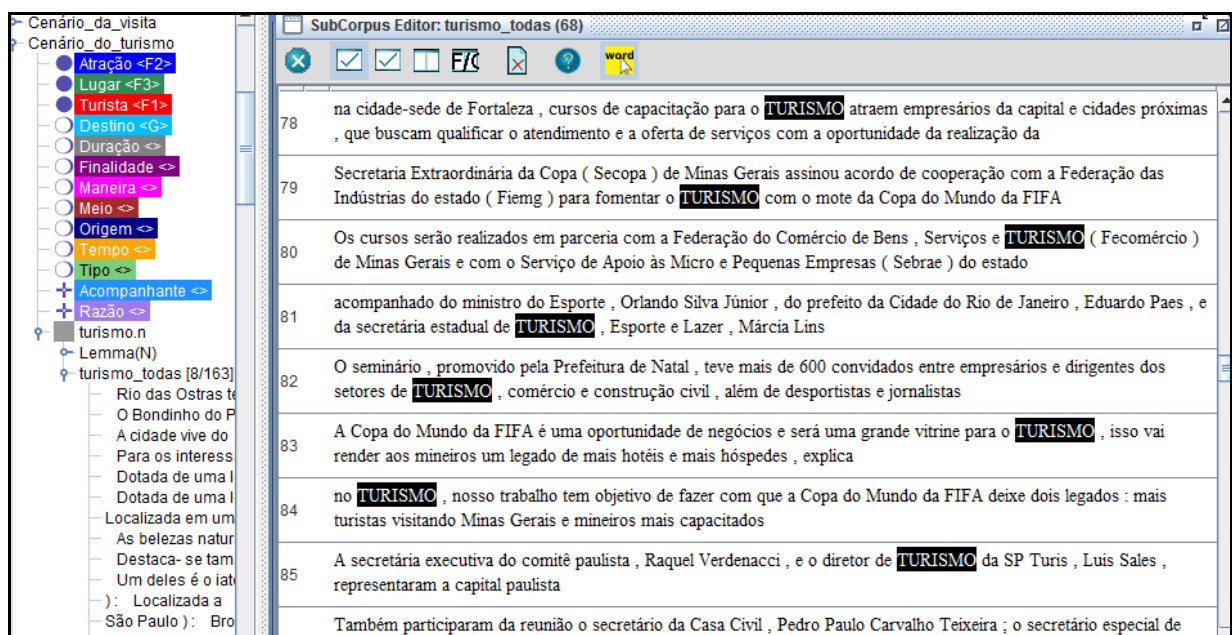 Cenário_da_visita
Cenário_do_turismo
Atração <F2>
Lugar <F3>
Turista <F1>
Destino <G>
Duração <>
Finalidade <>
Maneira <>
Meio <>
Origem <>
Tempo <>
Tipo <>
Acompanhante <>
Razão <>
turismo.n
Lemma(N)
turismo_todas [8/163]
Rio das Ostras te
O Bondinho do P
A cidade vive do
Para os interess
Dotada de uma l
Dotada de uma l
Localizada em um
As belezas natur
Destaca- se tam
Um deles é o iat
): Localizada a
São Paulo ): Bro
SubCorpus Editor: turismo_todas (68)
F/C
word
78 na cidade-sede de Fortaleza , cursos de capacitação para o TURISMO atraem empresários da capital e cidades próximas
, que buscam qualificar o atendimento e a oferta de serviços com a oportunidade da realização da
79 Secretaria Extraordinária da Copa ( Secopa ) de Minas Gerais assinou acordo de cooperação com a Federação das
Indústrias do estado ( Fiemg ) para fomentar o TURISMO com o mote da Copa do Mundo da FIFA
80 Os cursos serão realizados em parceria com a Federação do Comércio de Bens , Serviços e TURISMO ( Fecomércio )
de Minas Gerais e com o Serviço de Apoio às Micro e Pequenas Empresas ( Sebrae ) do estado
81 acompanhado do ministro do Esporte , Orlando Silva Júnior , do prefeito da Cidade do Rio de Janeiro , Eduardo Paes , e
da secretária estadual de TURISMO , Esporte e Lazer , Márcia Lins
82 O seminário , promovido pela Prefeitura de Natal , teve mais de 600 convidados entre empresários e dirigentes dos
setores de TURISMO , comércio e construção civil , além de desportistas e jornalistas
83 A Copa do Mundo da FIFA é uma oportunidade de negócios e será uma grande vitrine para o TURISMO , isso vai
render aos mineiros um legado de mais hotéis e mais hóspedes , explica
84 no TURISMO , nosso trabalho tem objetivo de fazer com que a Copa do Mundo da FIFA deixe dois legados : mais
turistas visitando Minas Gerais e mineiros mais capacitados
85 A secretária executiva do comitê paulista , Raquel Verdenacci , e o diretor de TURISMO da SP Turis , Luis Sales ,
representaram a capital paulista
Também participaram da reunião o secretário da Casa Civil , Pedro Paulo Carvalho Teixeira ; o secretário especial de